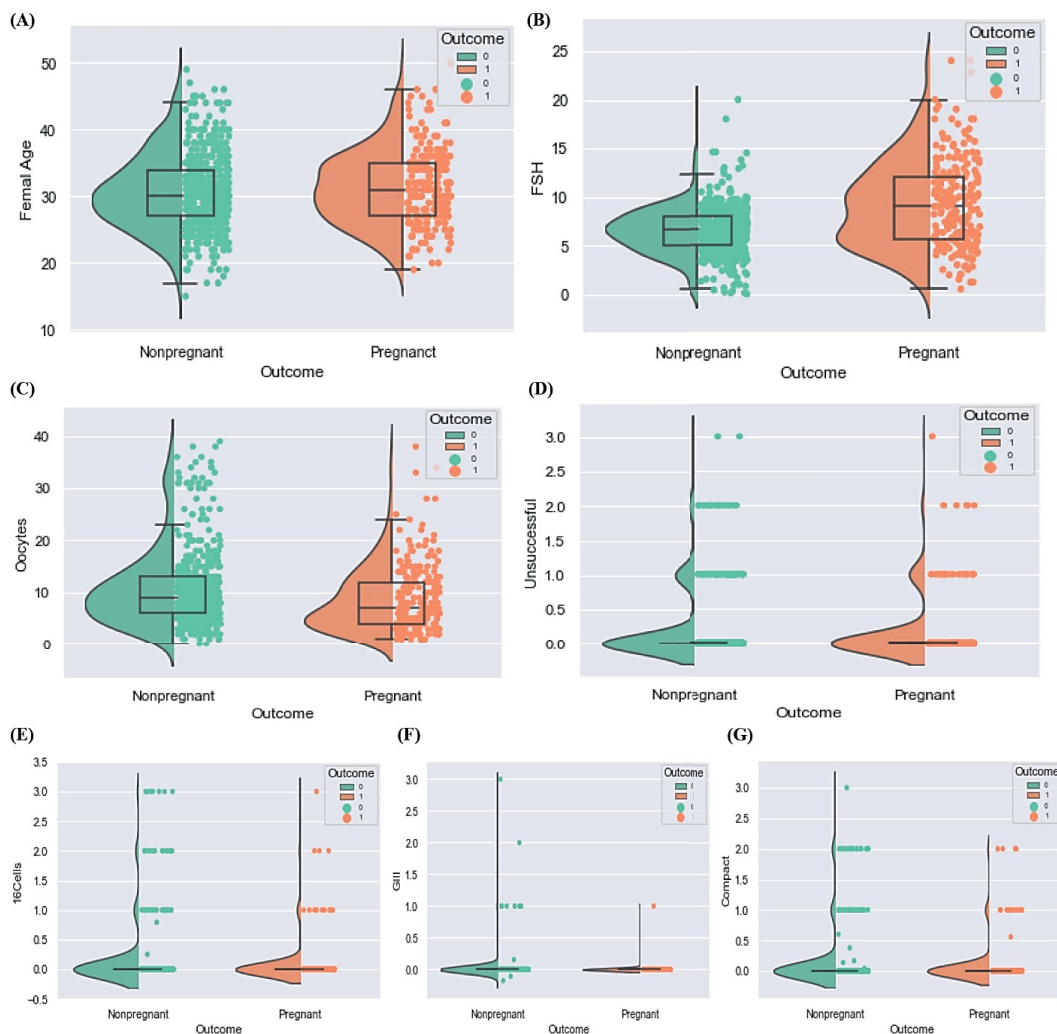 (A)
Femal Age
50
40
30
20
10
Outcome
0
1
0
1
Nonpregnant
Pregnanct
Outcome
(B)
FSH
25
20
15
10
5
0
Outcome
0
1
0
1
Nonpregnant
Pregnant
Outcome
(C)
Oocytes
40
30
20
10
0
Outcome
0
1
0
1
Nonpregnant
Pregnant
Outcome
(D)
Unsuccessful
3.0
2.5
2.0
1.5
1.0
0.5
0.0
Outcome
0
1
0
1
Nonpregnant
Pregnant
Outcome
(E)
16Cells
3.5
3.0
2.5
2.0
1.5
1.0
0.5
0.0
−0.5
Outcome
0
1
0
1
Nonpregnant
Pregnant
Outcome
(F)
GIII
3.0
2.5
2.0
1.5
1.0
0.5
0.0
Outcome
0
1
0
1
Nonpregnant
Pregnant
Outcome
(G)
Compact
3.0
2.5
2.0
1.5
1.0
0.5
0.0
Outcome
0
1
0
1
Nonpregnant
Pregnant
Outcome